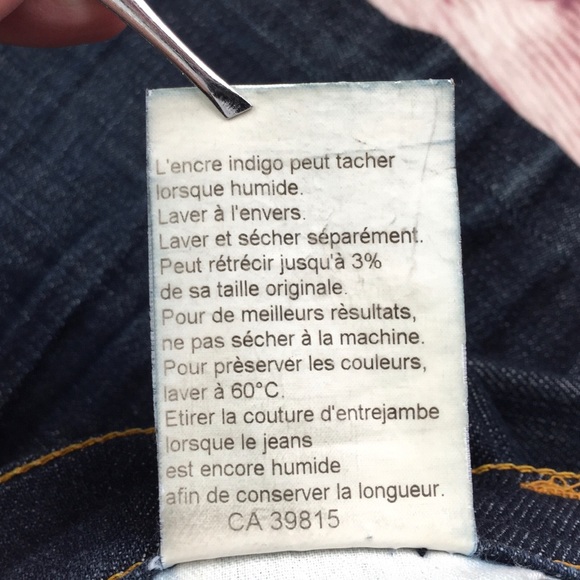 L'encre indigo peut tacher
lorsque humide.
Laver à l'envers.
Laver et sécher séparément.
Peut rétrécir jusqu'à 3%
de sa taille originale.
Pour de meilleurs rèsultats,
ne pas sécher à la machine.
Pour prèserver les couleurs,
laver à 60°C.
Etirer la couture d'entrejambe
lorsque le jeans
est encore humide
afin de conserver la longueur.
CA 39815